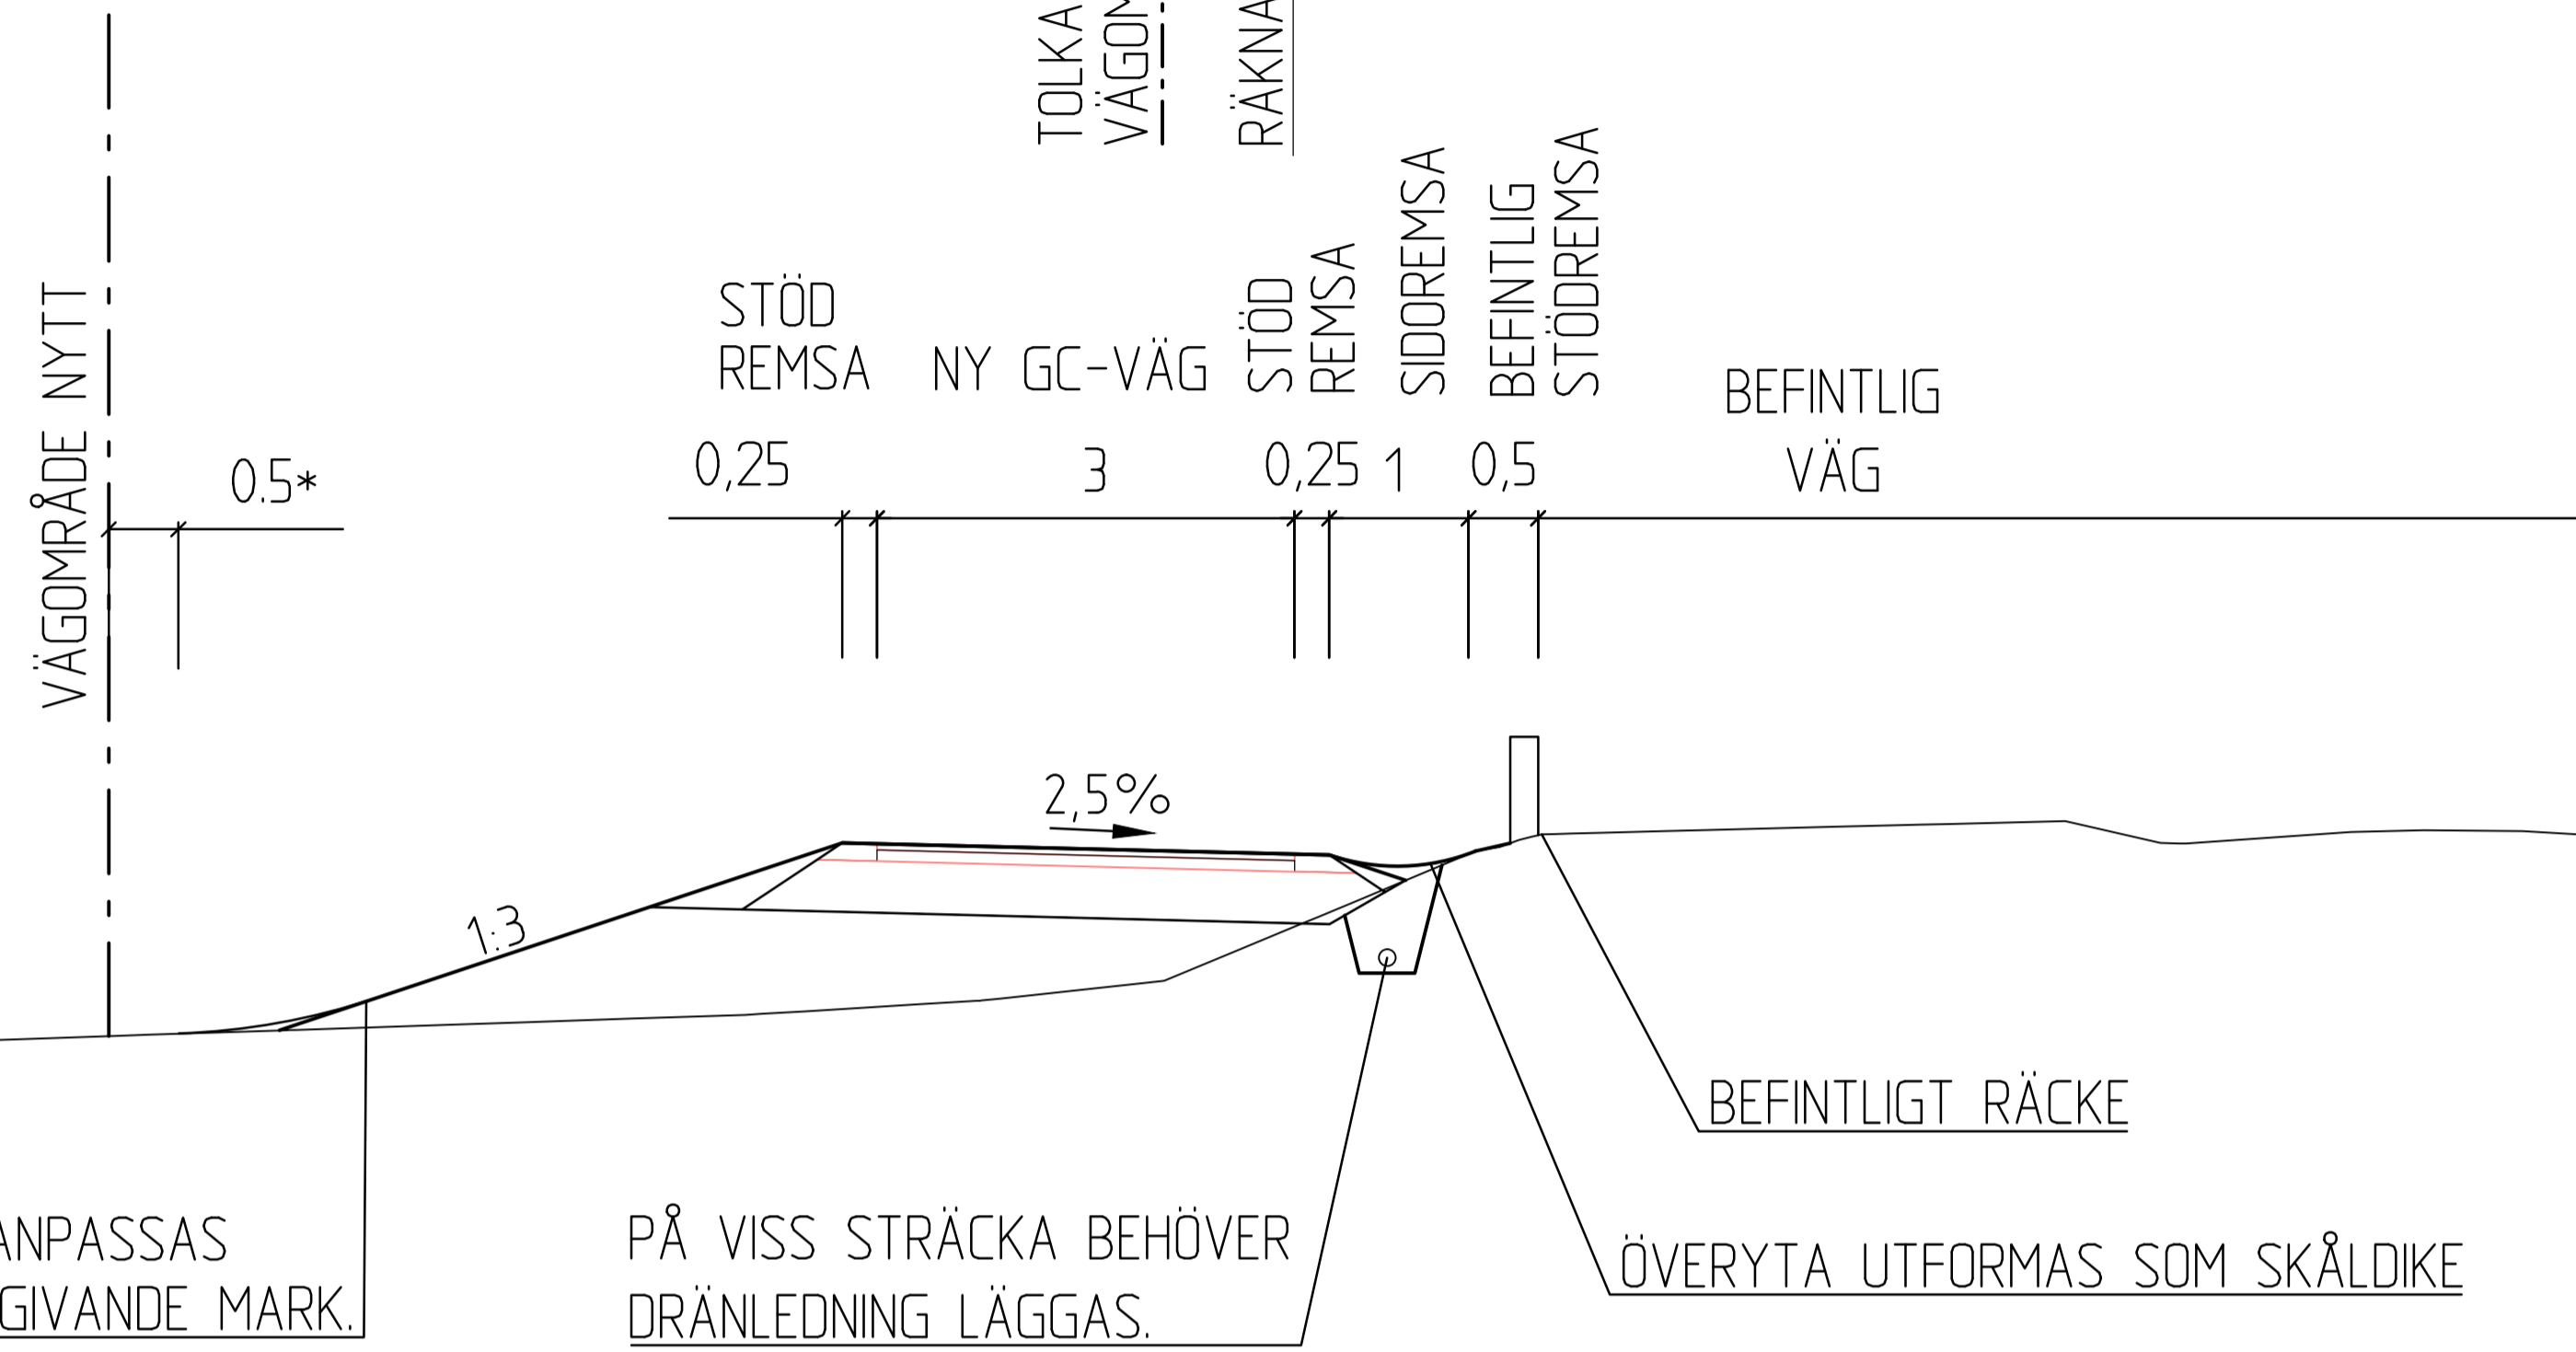 TOLKA
RÄKNA
VÄGOMRÅDE NYTT
0.5*
STÖD
REMSA
NY GC-VÄG
STÖD
REMSA
SIDOREMSA
BEFINTLIG
STÖDREMSA
BEFINTLIG
VÄG
0,25
3
0,25
1
0,5
2,5%
1:3
BEFINTLIGT RÄCKE
ANPASSAS
GIVANDE MARK.
PÅ VISS STRÄCKA BEHÖVER
DRÄNLEDNING LÄGGAS.
ÖVERYTA UTFORMAS SOM SKÅLDIKE